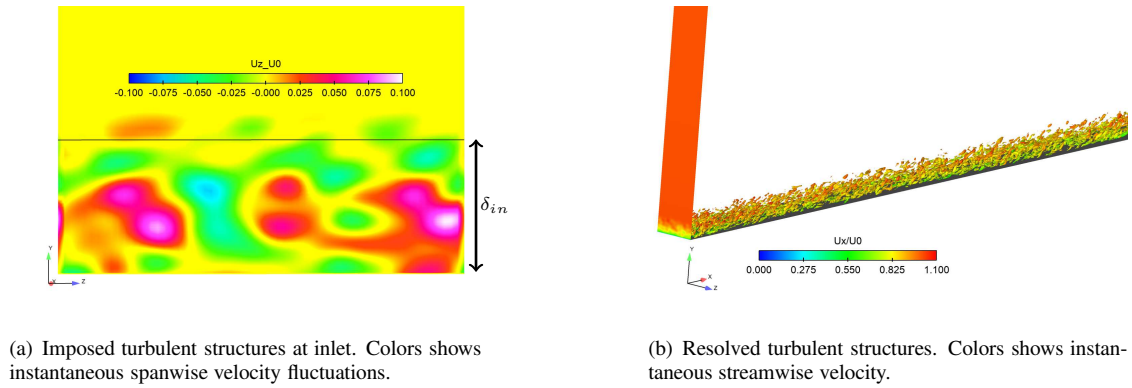 Uz_U0
-0.100 -0.075 -0.050 -0.025 -0.000 0.025 0.050 0.075 0.100
δin
Y
X
Z
Ux/U0
0.000 0.275 0.550 0.825 1.100
Y
X
Z
(a) Imposed turbulent structures at inlet. Colors shows
instantaneous spanwise velocity fluctuations.
(b) Resolved turbulent structures. Colors shows instan-
taneous streamwise velocity.